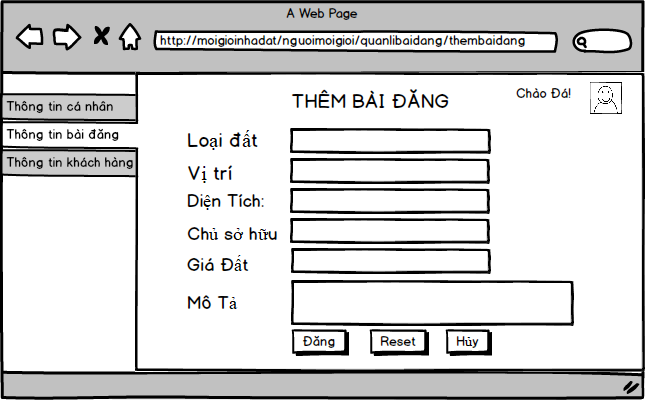 A Web Page
http://moigioinhadat/nguoimoigioi/quanlibaidang/thembaidang
Chào Đá!
Thông tin cá nhân
Thông tin bài đăng
Thông tin khách hàng
THÊM BÀI ĐĂNG
Loại đất
Vị trí
Diện Tích:
Chủ sở hữu
Giá Đất
Mô Tả
Đăng Reset Hủy